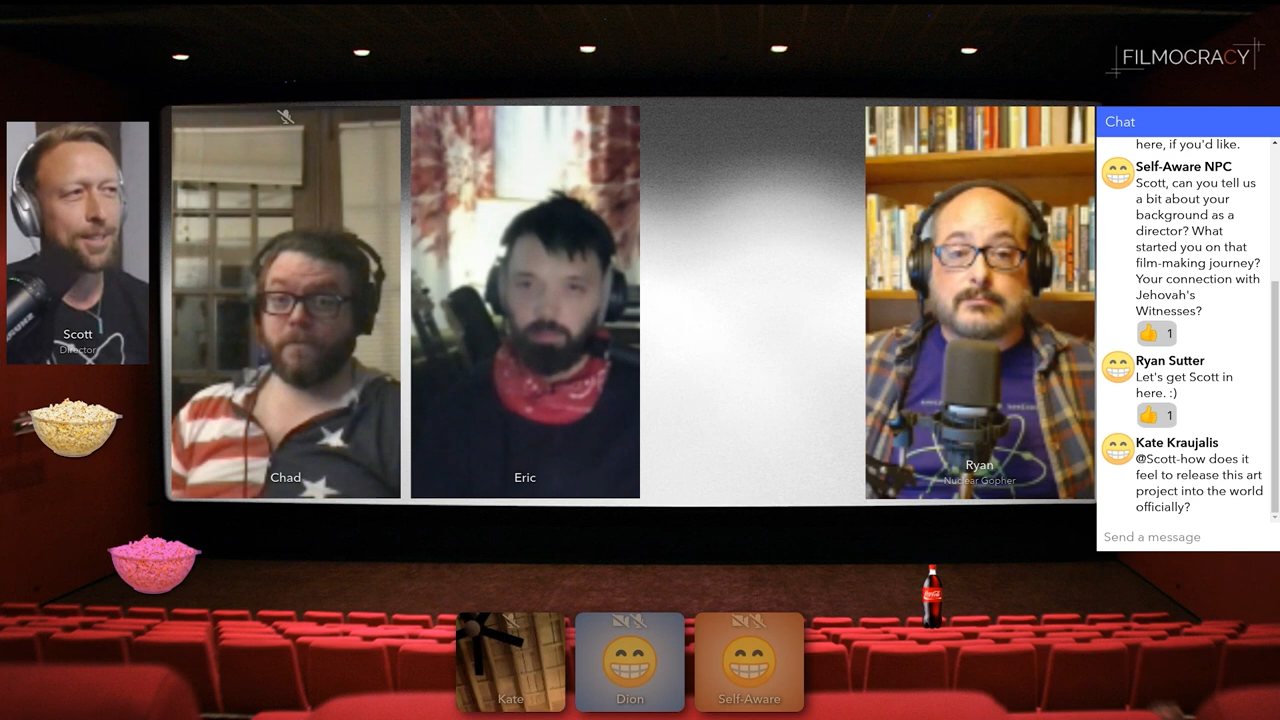 FILMOCRACY
Chat
here, if you'd like.
Self-Aware NPC
Scott, can you tell us
a bit about your
background as a
director? What
started you on that
film-making journey?
Your connection with
Jehovah's
Witnesses?
👍 1
Ryan Sutter
Let's get Scott in
here. :)
👍 1
Kate Kraujalis
@Scott-how does it
feel to release this art
project into the world
officially?
Send a message
Scott
Director
Chad
Eric
Ryan
Nuclear Gopher
Coca-Cola
Kate
Dion
Self-Aware